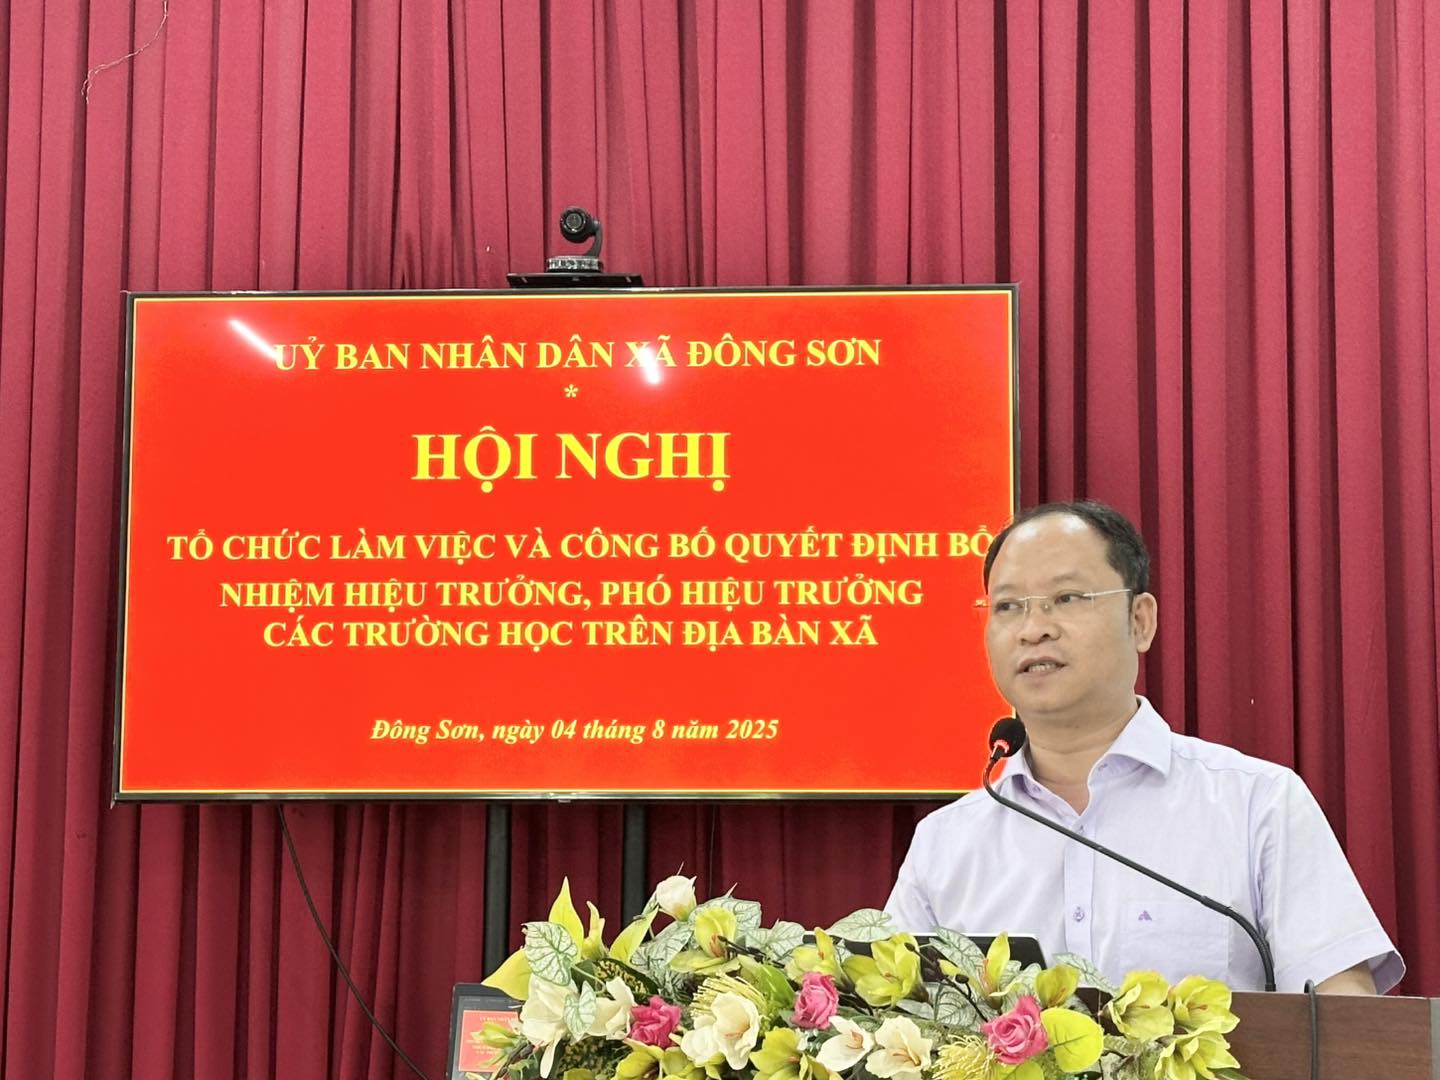 UỶ BAN NHÂN DÂN XÃ ĐÔNG SƠN
*
HỘI NGHỊ
TỔ CHỨC LÀM VIỆC VÀ CÔNG BỐ QUYẾT ĐỊNH BỔ
NHIỆM HIỆU TRƯỞNG, PHÓ HIỆU TRƯỞNG
CÁC TRƯỜNG HỌC TRÊN ĐỊA BÀN XÃ
Đông Sơn, ngày 04 tháng 8 năm 2025